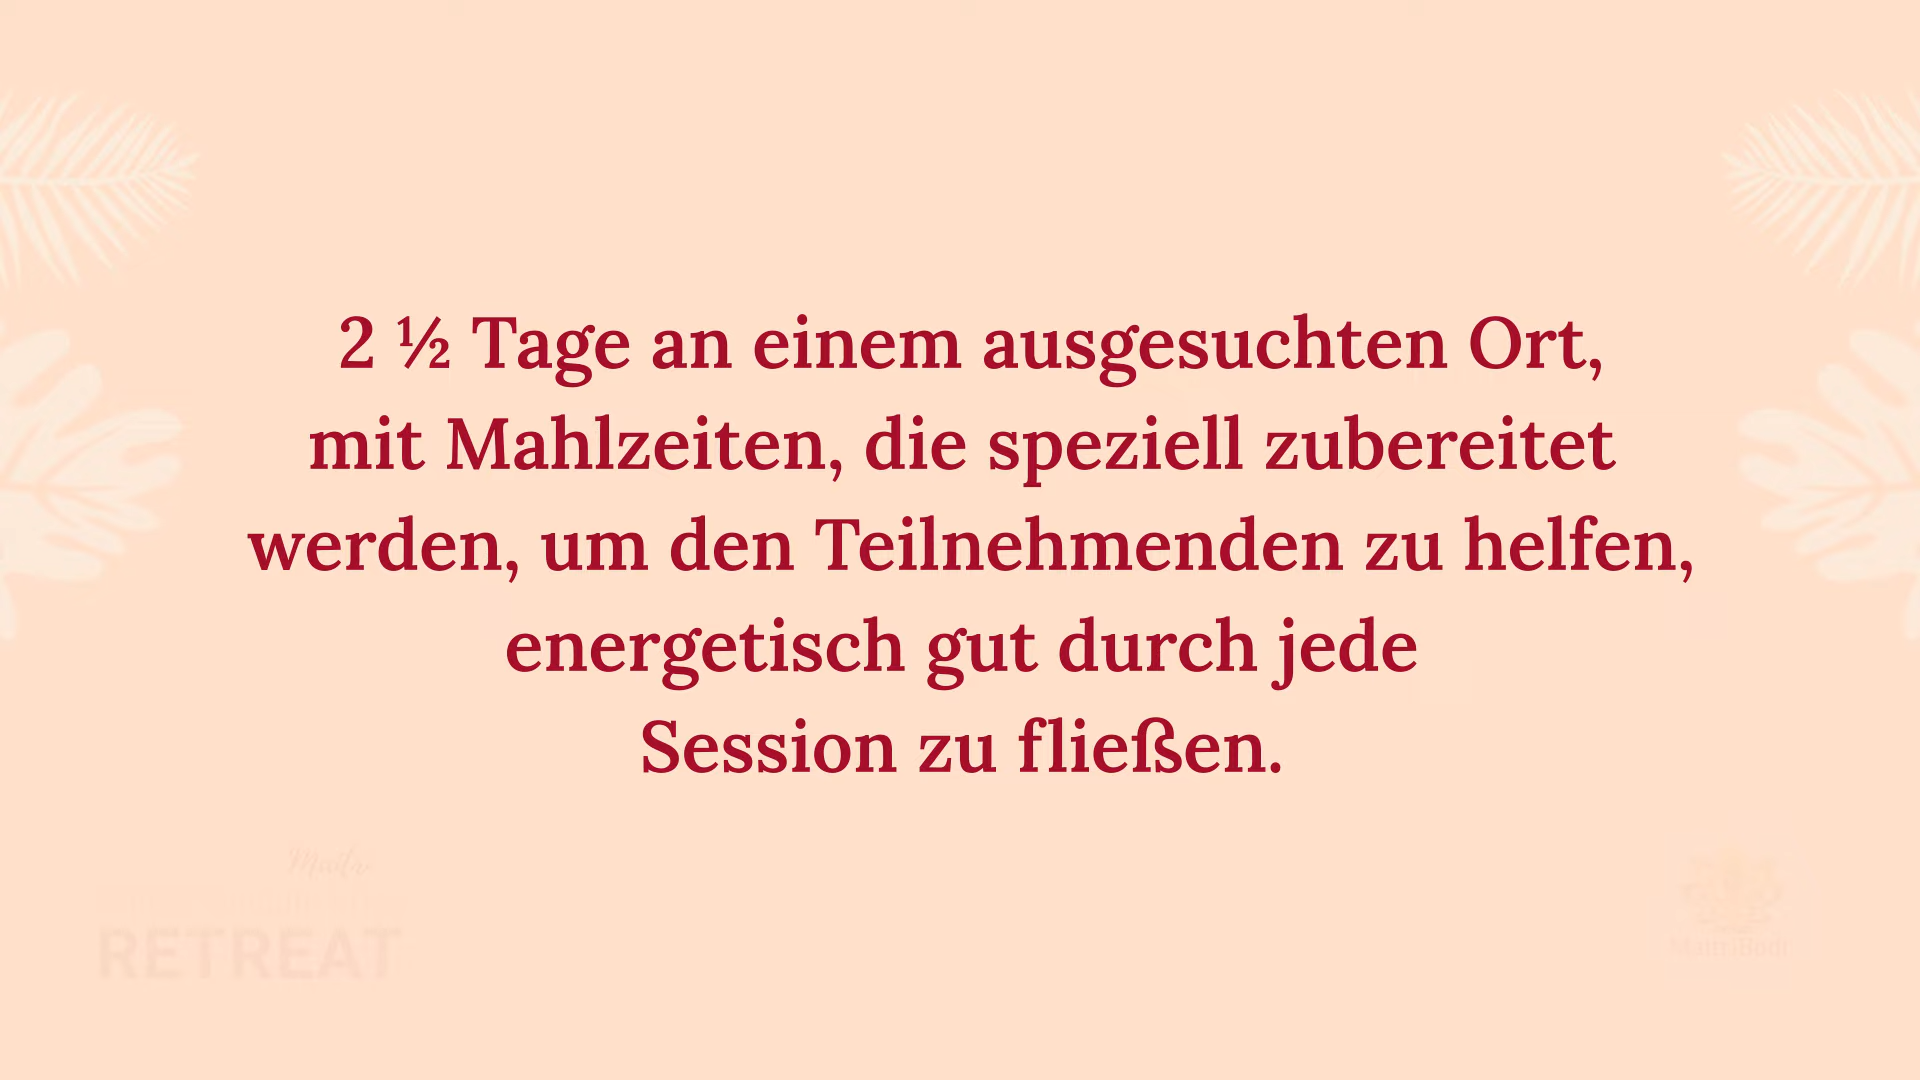 2 ½ Tage an einem ausgesuchten Ort,
mit Mahlzeiten, die speziell zubereitet
werden, um den Teilnehmenden zu helfen,
energetisch gut durch jede
Session zu fließen.
RETREAT